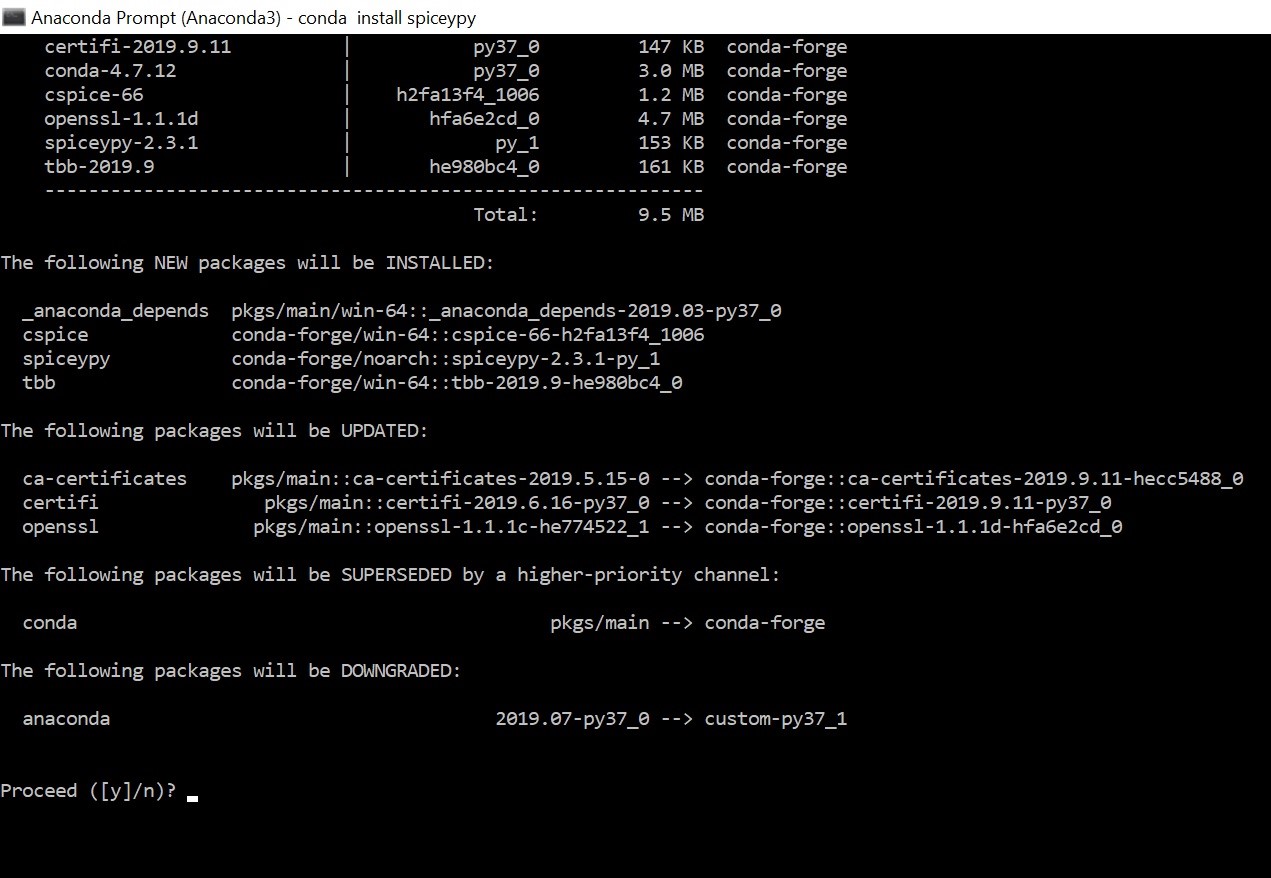 Anaconda Prompt (Anaconda3) - conda  install spiceypy
certifi-2019.9.11          |           py37_0         147 KB  conda-forge
conda-4.7.12               |           py37_0         3.0 MB  conda-forge
cspice-66                  |    h2fa13f4_1006         1.2 MB  conda-forge
openssl-1.1.1d             |       hfa6e2cd_0         4.7 MB  conda-forge
spiceypy-2.3.1             |             py_1         153 KB  conda-forge
tbb-2019.9                 |       he980bc4_0         161 KB  conda-forge
------------------------------------------------------------
Total:         9.5 MB
The following NEW packages will be INSTALLED:
_anaconda_depends  pkgs/main/win-64::_anaconda_depends-2019.03-py37_0
cspice             conda-forge/win-64::cspice-66-h2fa13f4_1006
spiceypy           conda-forge/noarch::spiceypy-2.3.1-py_1
tbb                conda-forge/win-64::tbb-2019.9-he980bc4_0
The following packages will be UPDATED:
ca-certificates    pkgs/main::ca-certificates-2019.5.15-0 --> conda-forge::ca-certificates-2019.9.11-hecc5488_0
certifi               pkgs/main::certifi-2019.6.16-py37_0 --> conda-forge::certifi-2019.9.11-py37_0
openssl              pkgs/main::openssl-1.1.1c-he774522_1 --> conda-forge::openssl-1.1.1d-hfa6e2cd_0
The following packages will be SUPERSEDED by a higher-priority channel:
conda                                           pkgs/main --> conda-forge
The following packages will be DOWNGRADED:
anaconda                                   2019.07-py37_0 --> custom-py37_1
Proceed ([y]/n)?